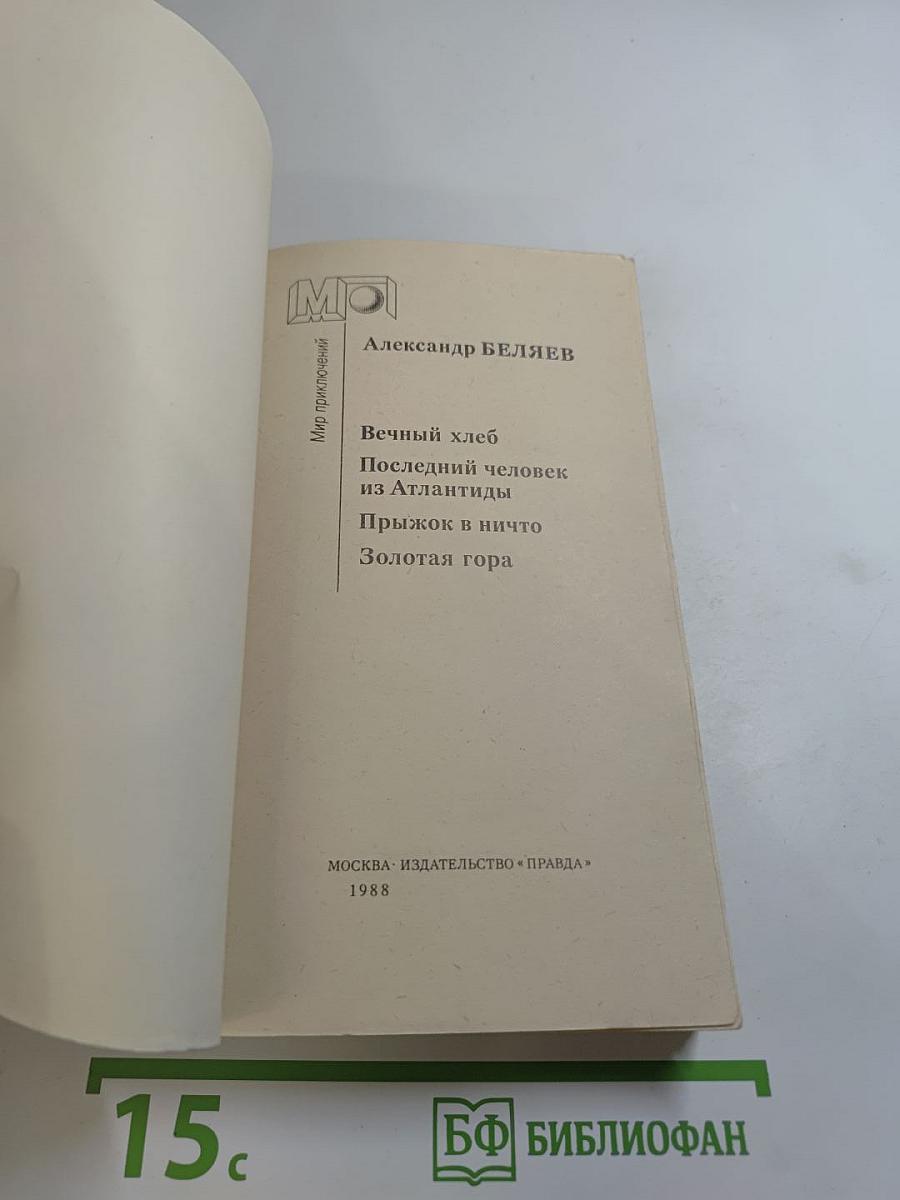 МП
Мир приключений
Александр БЕЛЯЕВ
Вечный хлеб
Последний человек
из Атлантиды
Прыжок в ничто
Золотая гора
МОСКВА· ИЗДАТЕЛЬСТВО «ПРАВДА»
1988
15 с
БФ БИБЛИОФАН